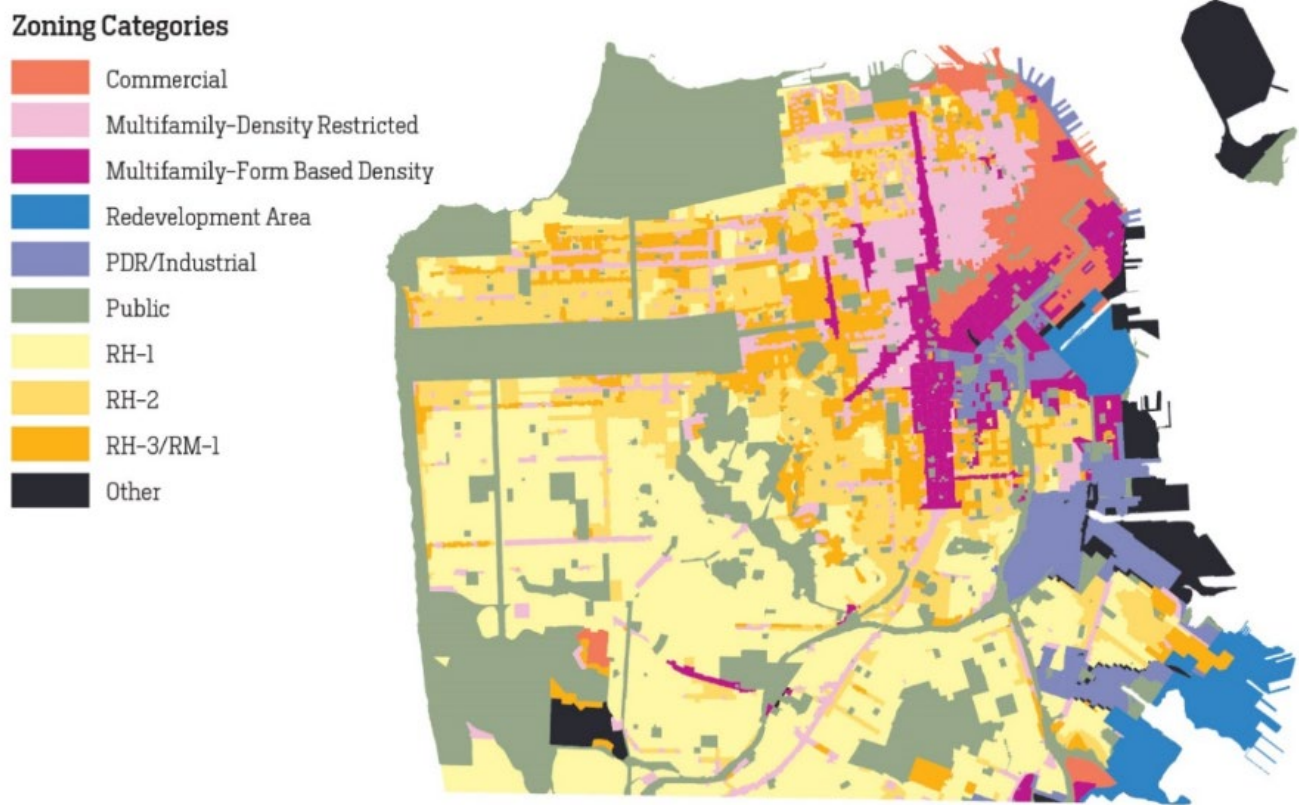 Zoning Categories
Commercial
Multifamily-Density Restricted
Multifamily-Form Based Density
Redevelopment Area
PDR/Industrial
Public
RH-1
RH-2
RH-3/RM-1
Other